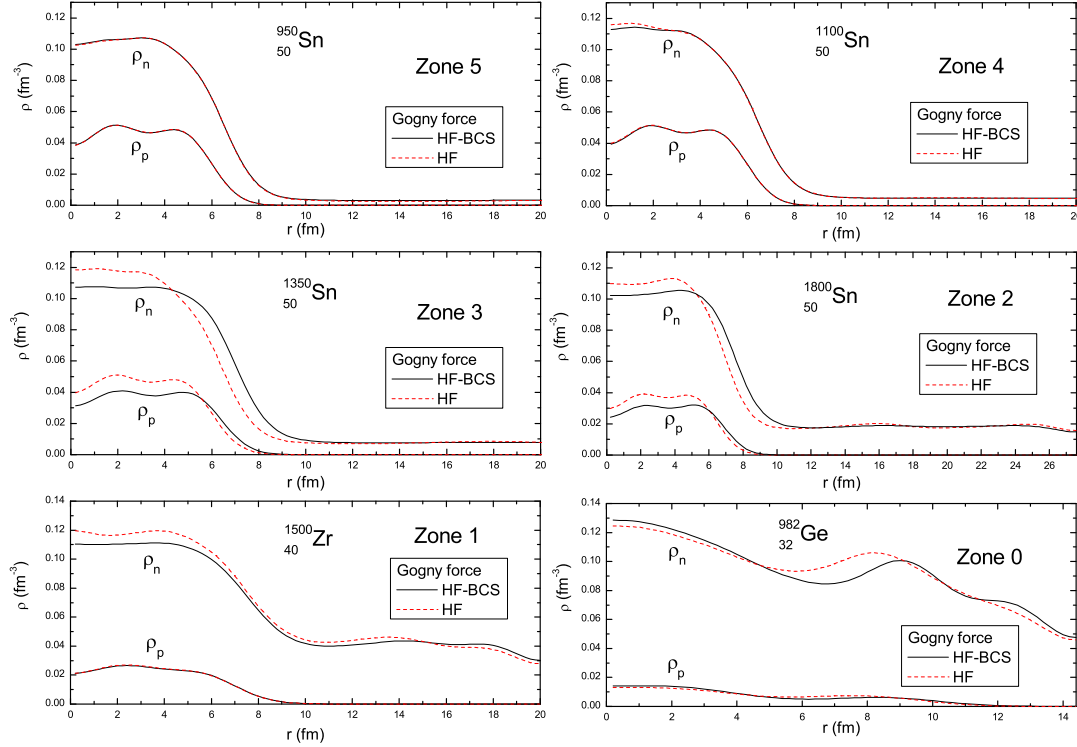 950
50 Sn
Zone 5
ρn
ρp
Gogny force
HF-BCS
HF
ρ (fm-3)
0.12
0.10
0.08
0.06
0.04
0.02
0.00
0 2 4 6 8 10 12 14 16 18 20
r (fm)
1100
50 Sn
Zone 4
ρn
ρp
Gogny force
HF-BCS
HF
ρ (fm-3)
0.12
0.10
0.08
0.06
0.04
0.02
0.00
0 2 4 6 8 10 12 14 16 18 20
r (fm)
1350
50 Sn
Zone 3
ρn
ρp
Gogny force
HF-BCS
HF
ρ (fm-3)
0.12
0.10
0.08
0.06
0.04
0.02
0.00
0 2 4 6 8 10 12 14 16 18 20
r (fm)
1800
50 Sn
Zone 2
ρn
ρp
Gogny force
HF-BCS
HF
ρ (fm-3)
0.12
0.10
0.08
0.06
0.04
0.02
0.00
0 2 4 6 8 10 12 14 16 18 20 22 24 26
r (fm)
1500
40 Zr
Zone 1
ρn
ρp
Gogny force
HF-BCS
HF
ρ (fm-3)
0.14
0.12
0.10
0.08
0.06
0.04
0.02
0.00
0 2 4 6 8 10 12 14 16 18 20
r (fm)
982
32 Ge
Zone 0
ρn
ρp
Gogny force
HF-BCS
HF
ρ (fm-3)
0.14
0.12
0.10
0.08
0.06
0.04
0.02
0.00
0 2 4 6 8 10 12 14
r (fm)